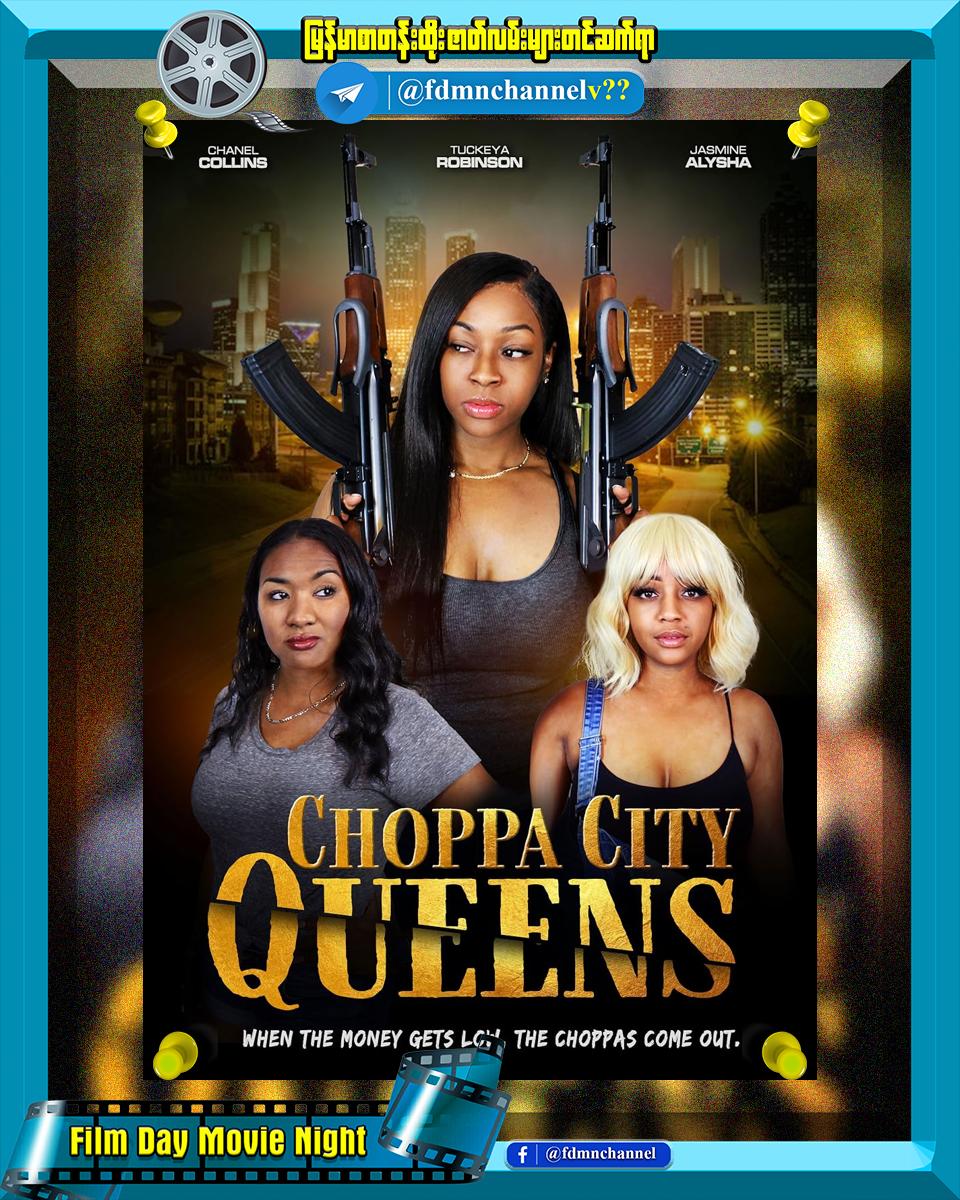 မြန်မာစာတန်းထိုးဇာတ်လမ်းများတင်ဆက်ရာ
@fdmnchannelv??
CHANEL
COLLINS
TUCKEYA
ROBINSON
JASMINE
ALYSHA
CHOPPA CITY
QUEENS
WHEN THE MONEY GETS LOW, THE CHOPPAS COME OUT.
Film Day Movie Night
@fdmnchannel